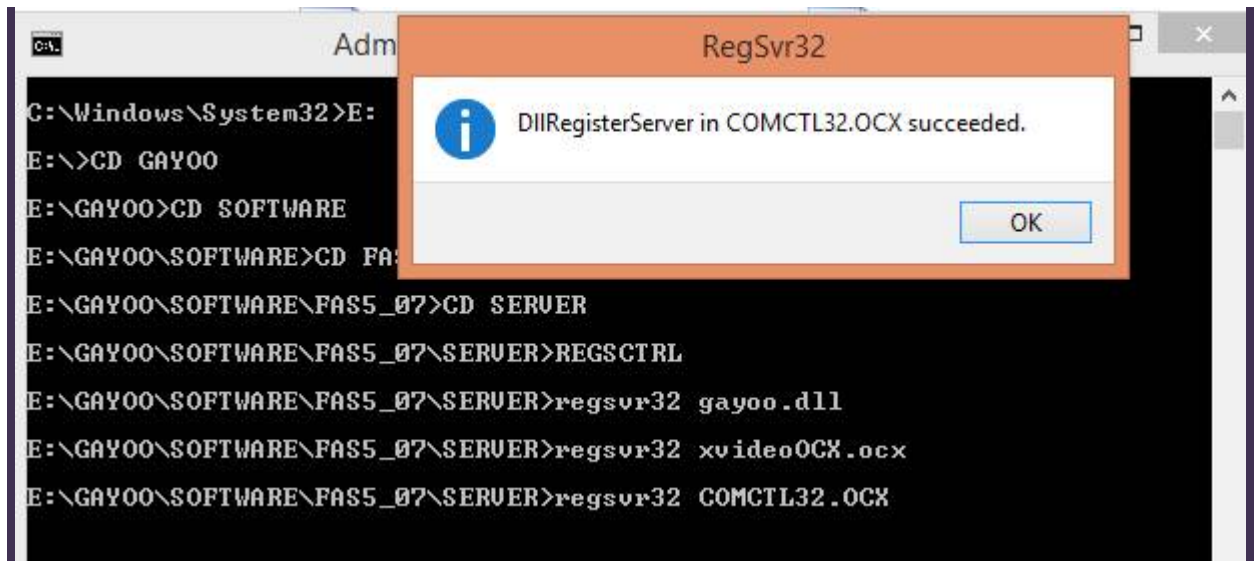 C:\.
Adm
RegSvr32
DllRegisterServer in COMCTL32.OCX succeeded.
OK
C:\Windows\System32>E:
E:\>CD GAYOO
E:\GAYOO>CD SOFTWARE
E:\GAYOO\SOFTWARE>CD FAS
E:\GAYOO\SOFTWARE\FAS5_07>CD SERVER
E:\GAYOO\SOFTWARE\FAS5_07\SERVER>REGSCTRL
E:\GAYOO\SOFTWARE\FAS5_07\SERVER>regsvr32 gayoo.dll
E:\GAYOO\SOFTWARE\FAS5_07\SERVER>regsvr32 xvideoOCX.ocx
E:\GAYOO\SOFTWARE\FAS5_07\SERVER>regsvr32 COMCTL32.OCX